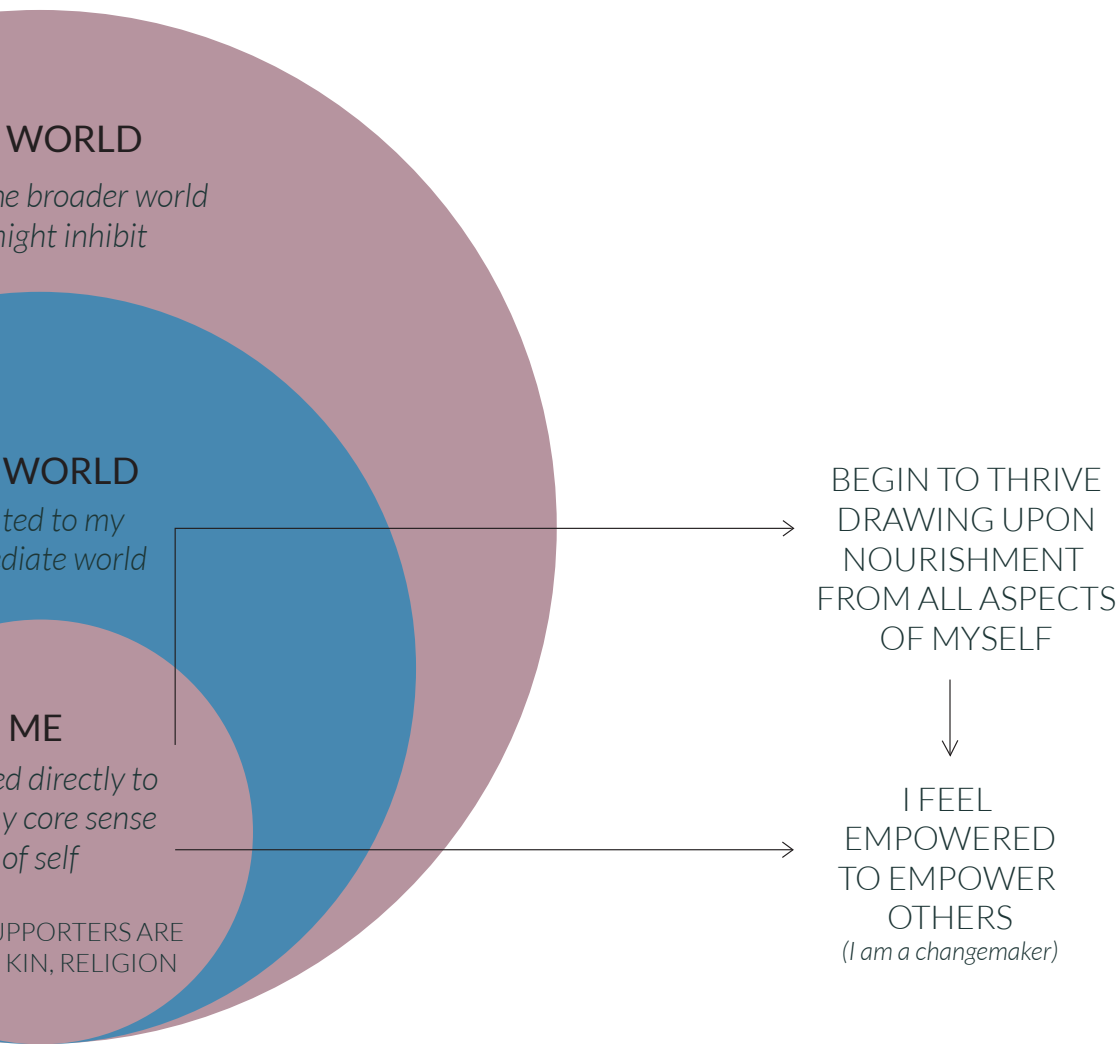 WORLD
he broader world
might inhibit
WORLD
ted to my
ediate world
ME
ed directly to
y core sense
of self
UPPORTERS ARE
KIN, RELIGION
BEGIN TO THRIVE
DRAWING UPON
NOURISHMENT
FROM ALL ASPECTS
OF MYSELF
I FEEL
EMPOWERED
TO EMPOWER
OTHERS
(I am a changemaker)